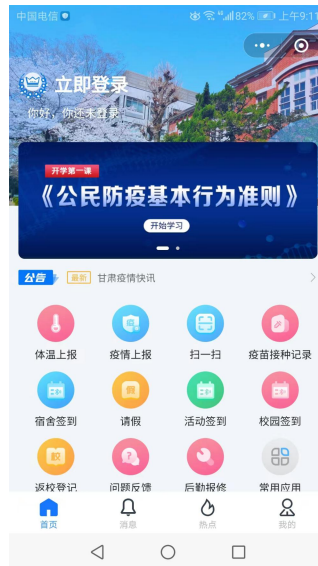 中国电信 82% 上午9:11
立即登录
你好，你还未登录
开学第一课
《公民防疫基本行为准则》
开始学习
公告 最新 甘肃疫情快讯
体温上报 疫情上报 扫一扫 疫苗接种记录
宿舍签到 请假 活动签到 校园签到
返校登记 问题反馈 后勤报修 常用应用
首页 消息 热点 我的